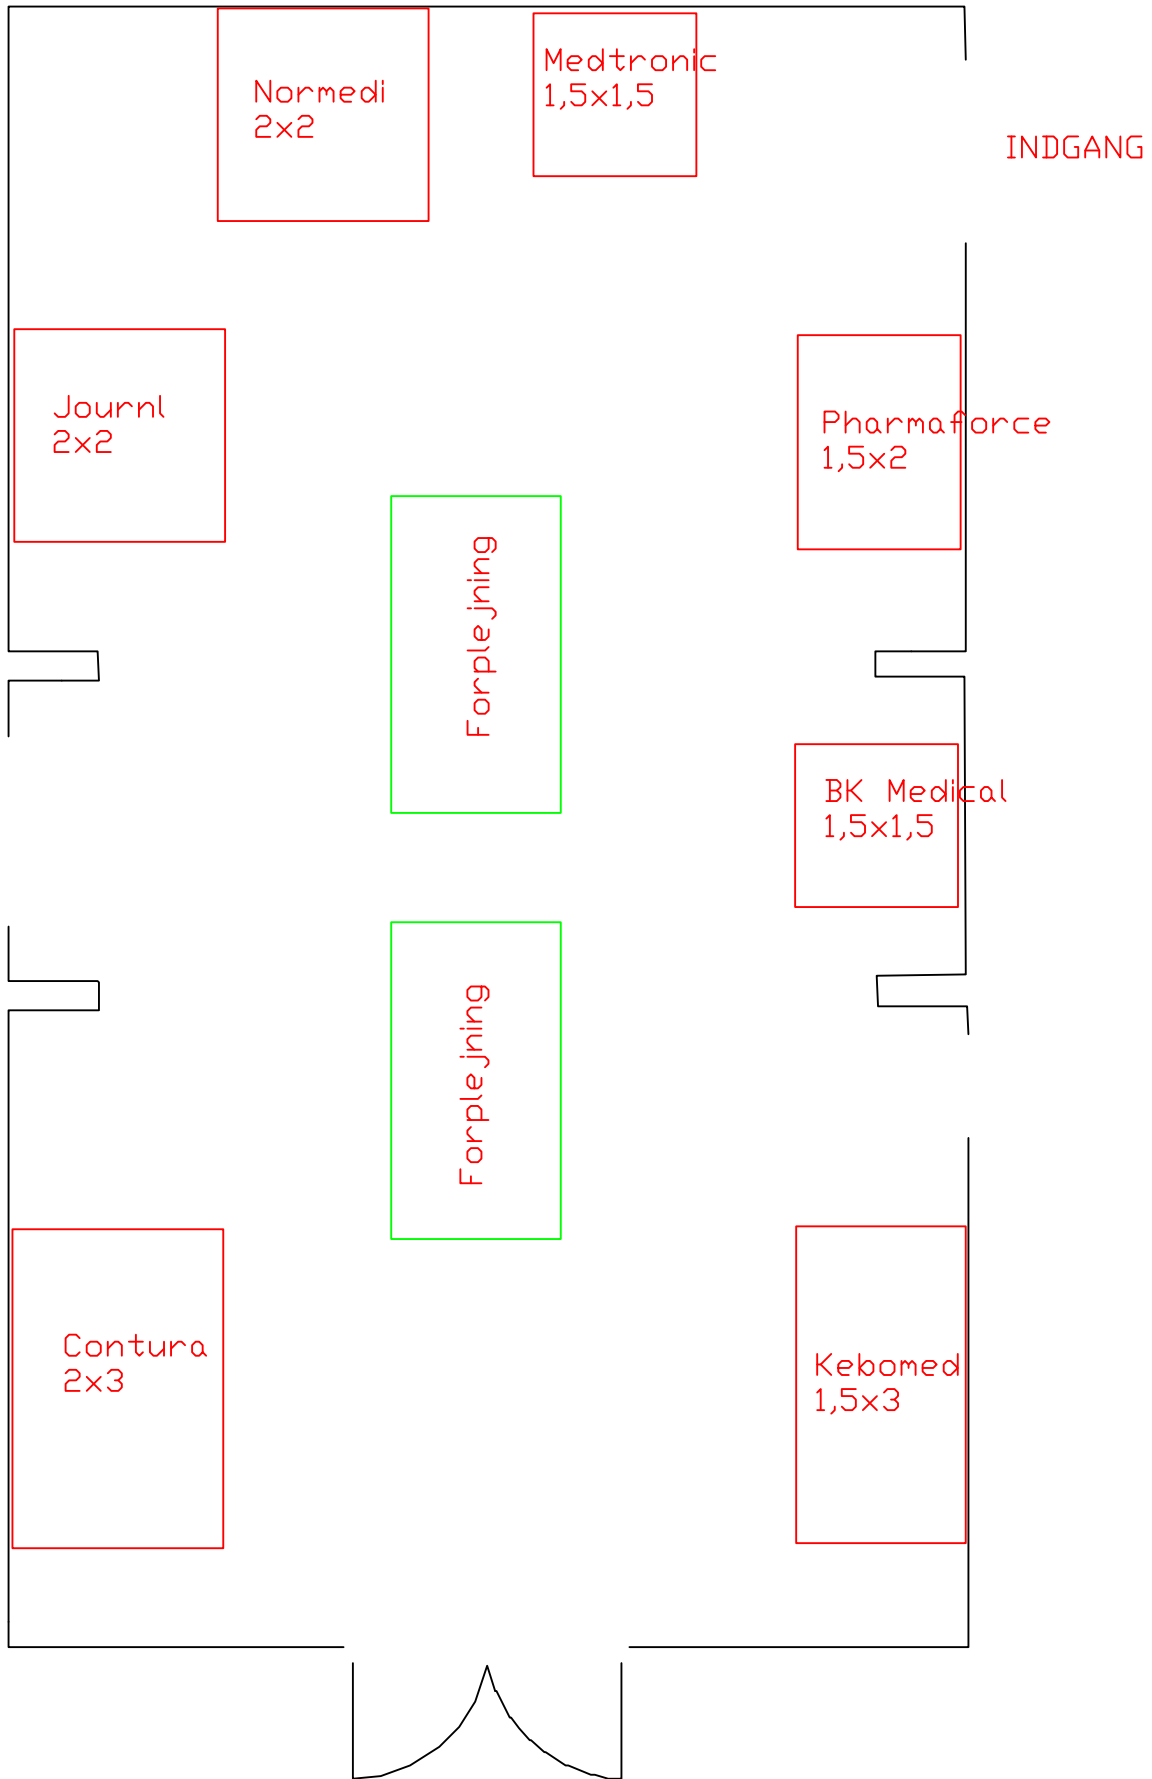 Normedi
2x2
Medtronic
1,5x1,5
INDGANG
Journl
2x2
Pharmaforce
1,5x2
Forplejning
BK Medical
1,5x1,5
Forplejning
Contura
2x3
Kebomed
1,5x3